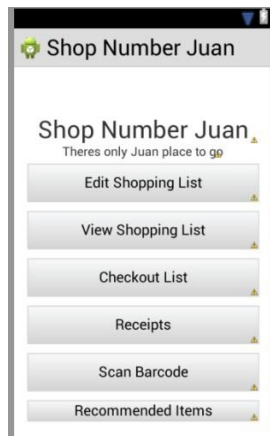 Shop Number Juan
Shop Number Juan
Theres only Juan place to go
Edit Shopping List
View Shopping List
Checkout List
Receipts
Scan Barcode
Recommended Items